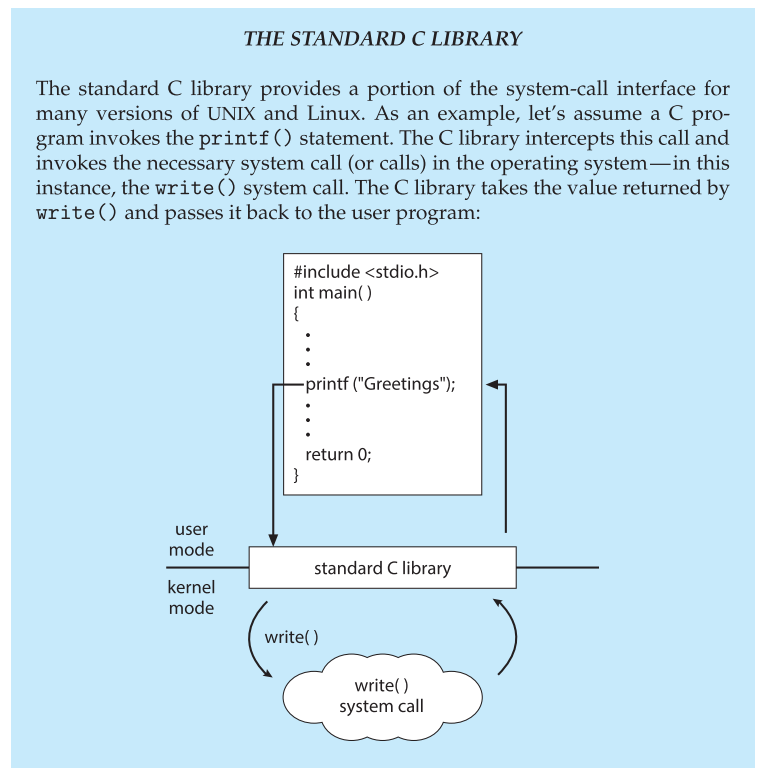 THE STANDARD C LIBRARY
The standard C library provides a portion of the system-call interface for
many versions of UNIX and Linux. As an example, let’s assume a C pro-
gram invokes the printf() statement. The C library intercepts this call and
invokes the necessary system call (or calls) in the operating system—in this
instance, the write() system call. The C library takes the value returned by
write() and passes it back to the user program:
#include <stdio.h>
int main( )
{
•
•
•
printf ("Greetings");
•
•
•
return 0;
}
user
mode
standard C library
kernel
mode
write( )
write( )
system call